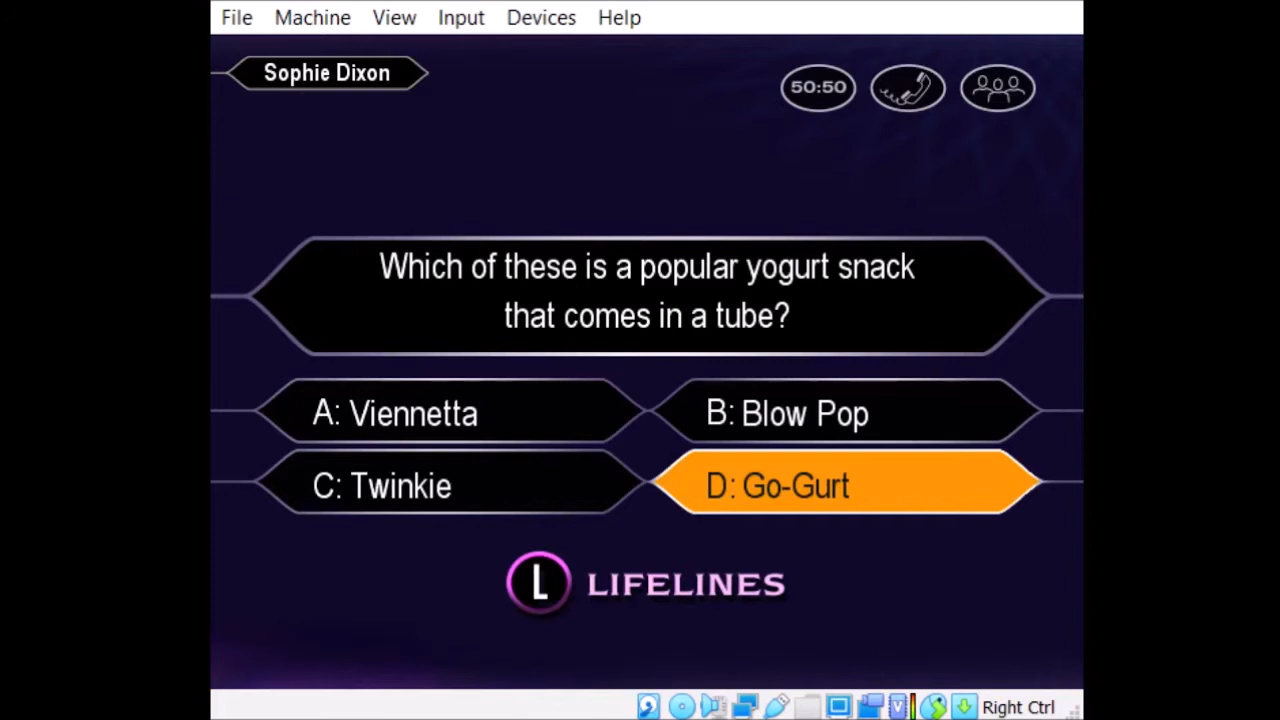 File Machine View Input Devices Help
Sophie Dixon
50:50
Which of these is a popular yogurt snack
that comes in a tube?
A: Viennetta
B: Blow Pop
C: Twinkie
D: Go-Gurt
L LIFELINES
Right Ctrl